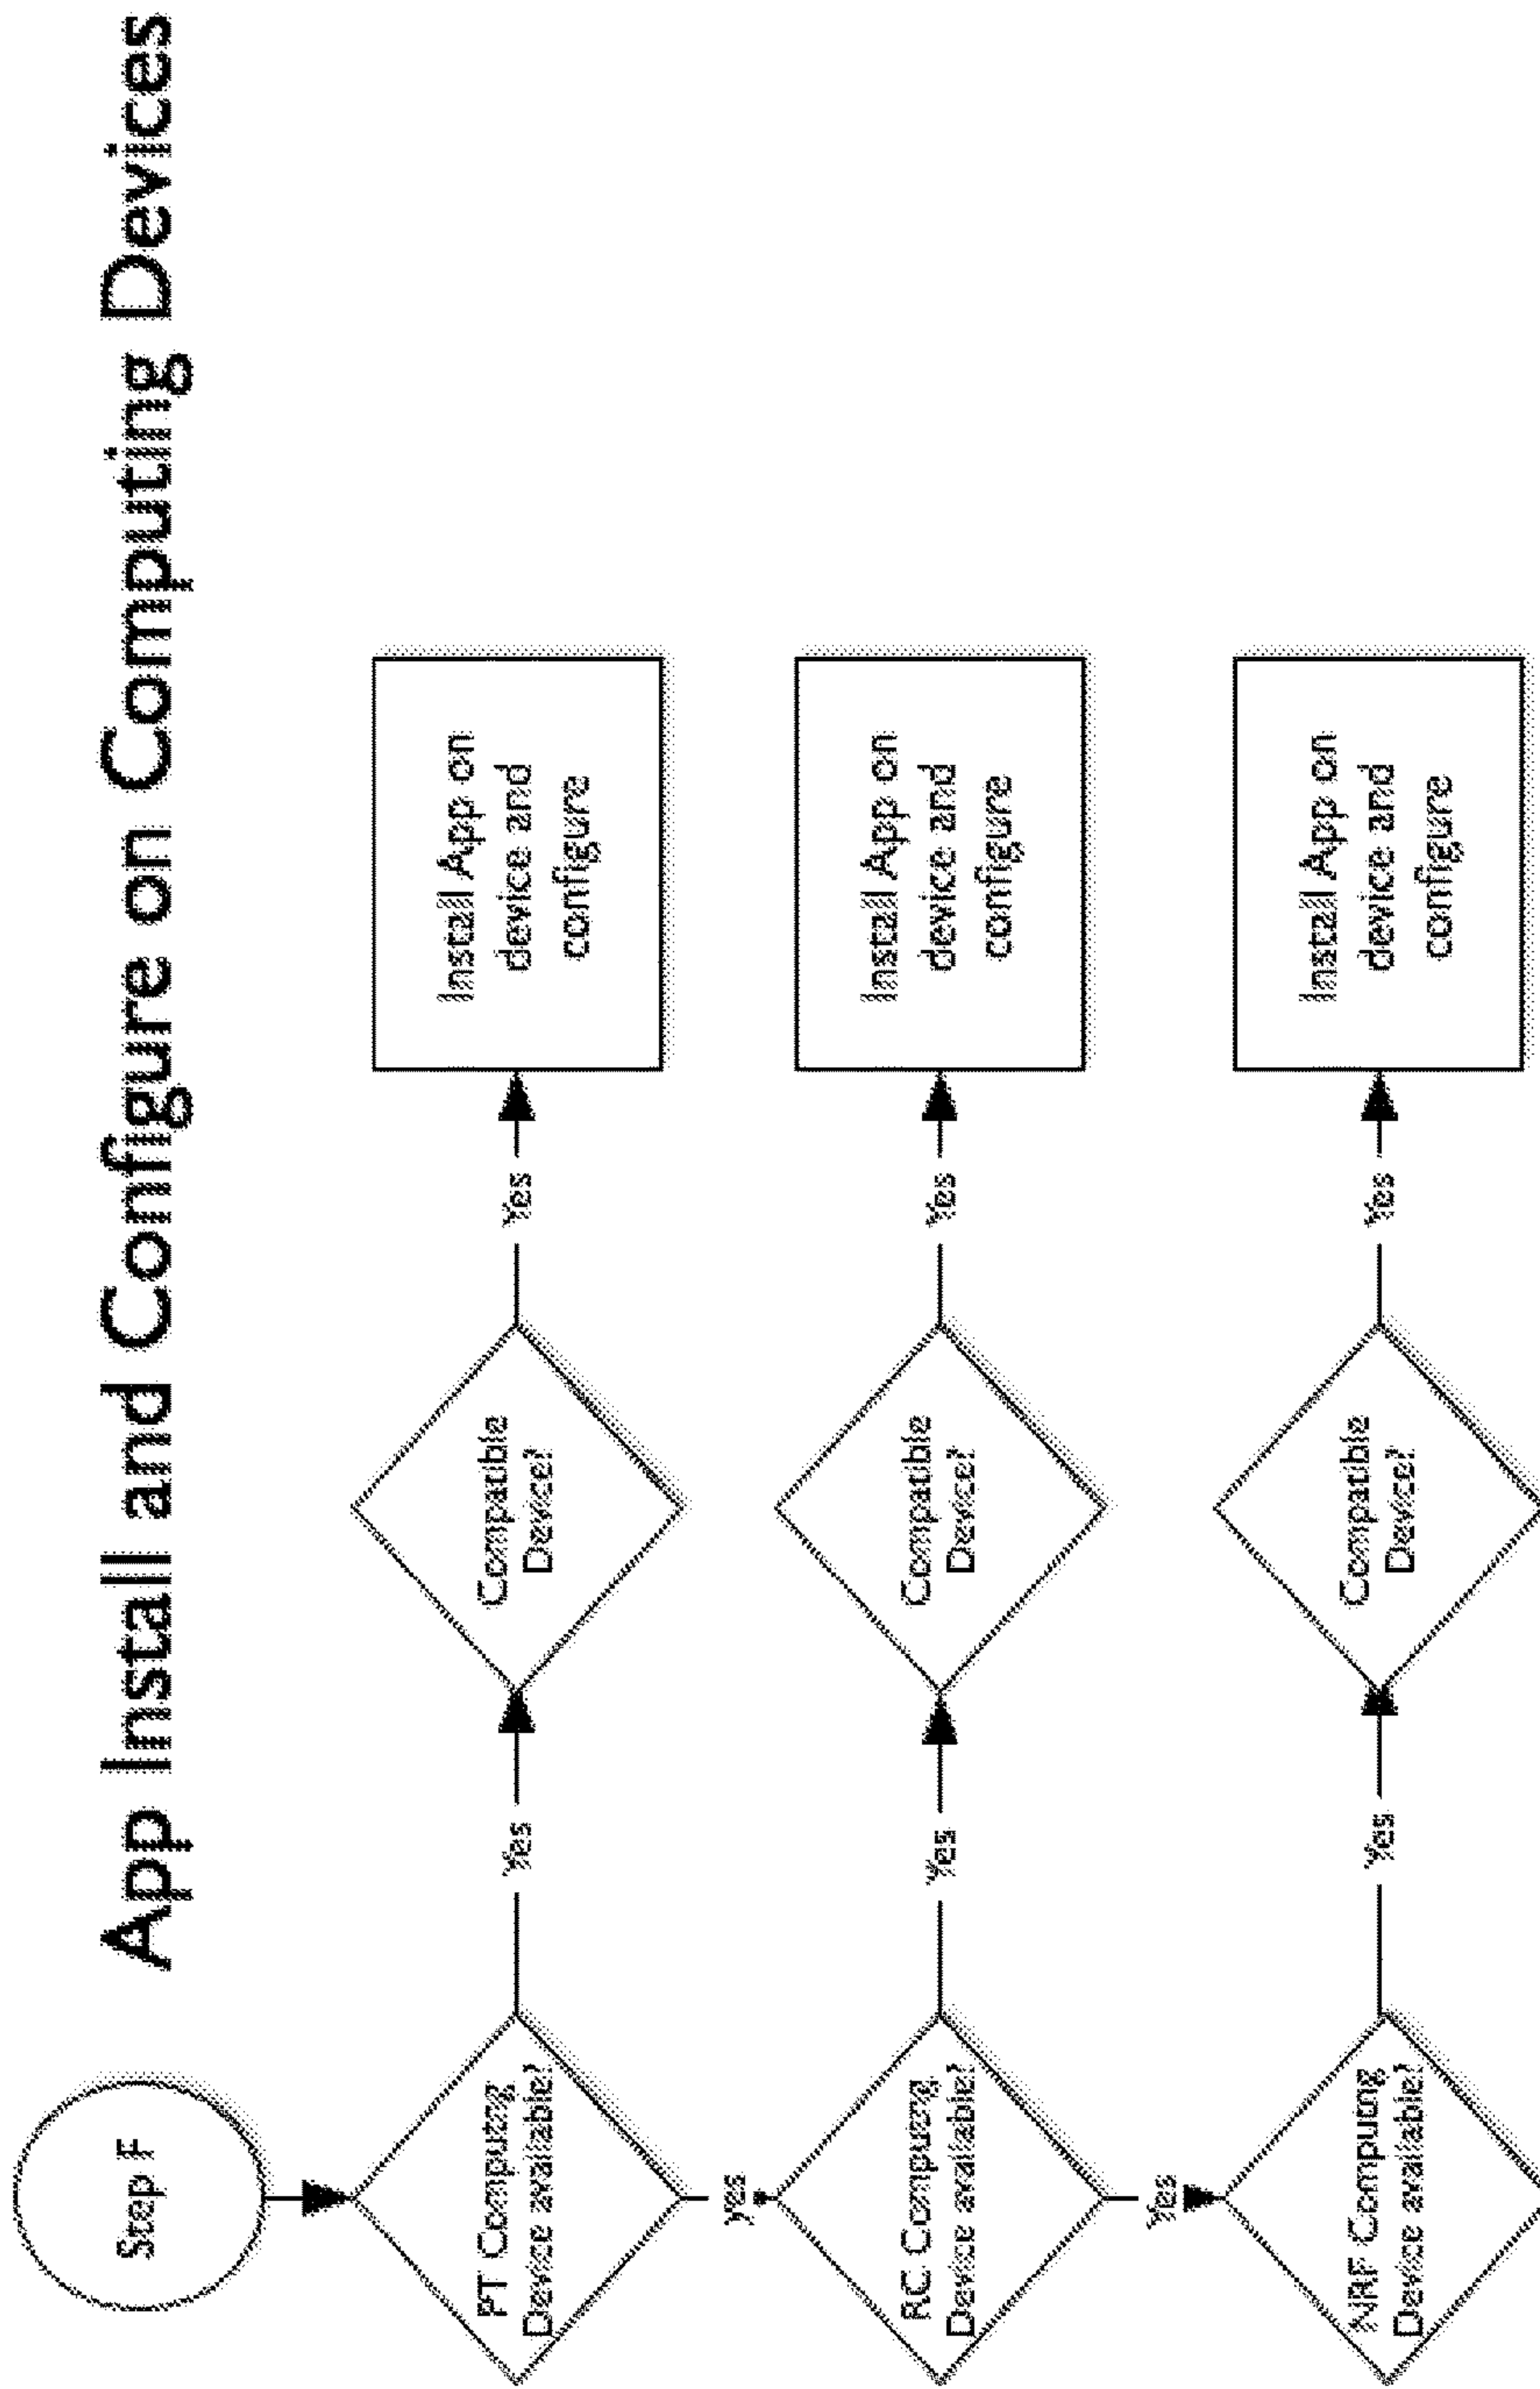 App Install and Configure on Computing Devices
Step F
PT Computing
Device available?
Yes
Compatible
Device?
Yes
Install App on
device and
configure
yes
RC Computing
Device available?
Yes
Compatible
Device?
Yes
Install App on
device and
configure
Yes
NRF Computing
Device available?
Yes
Compatible
Device?
Yes
Install App on
device and
configure